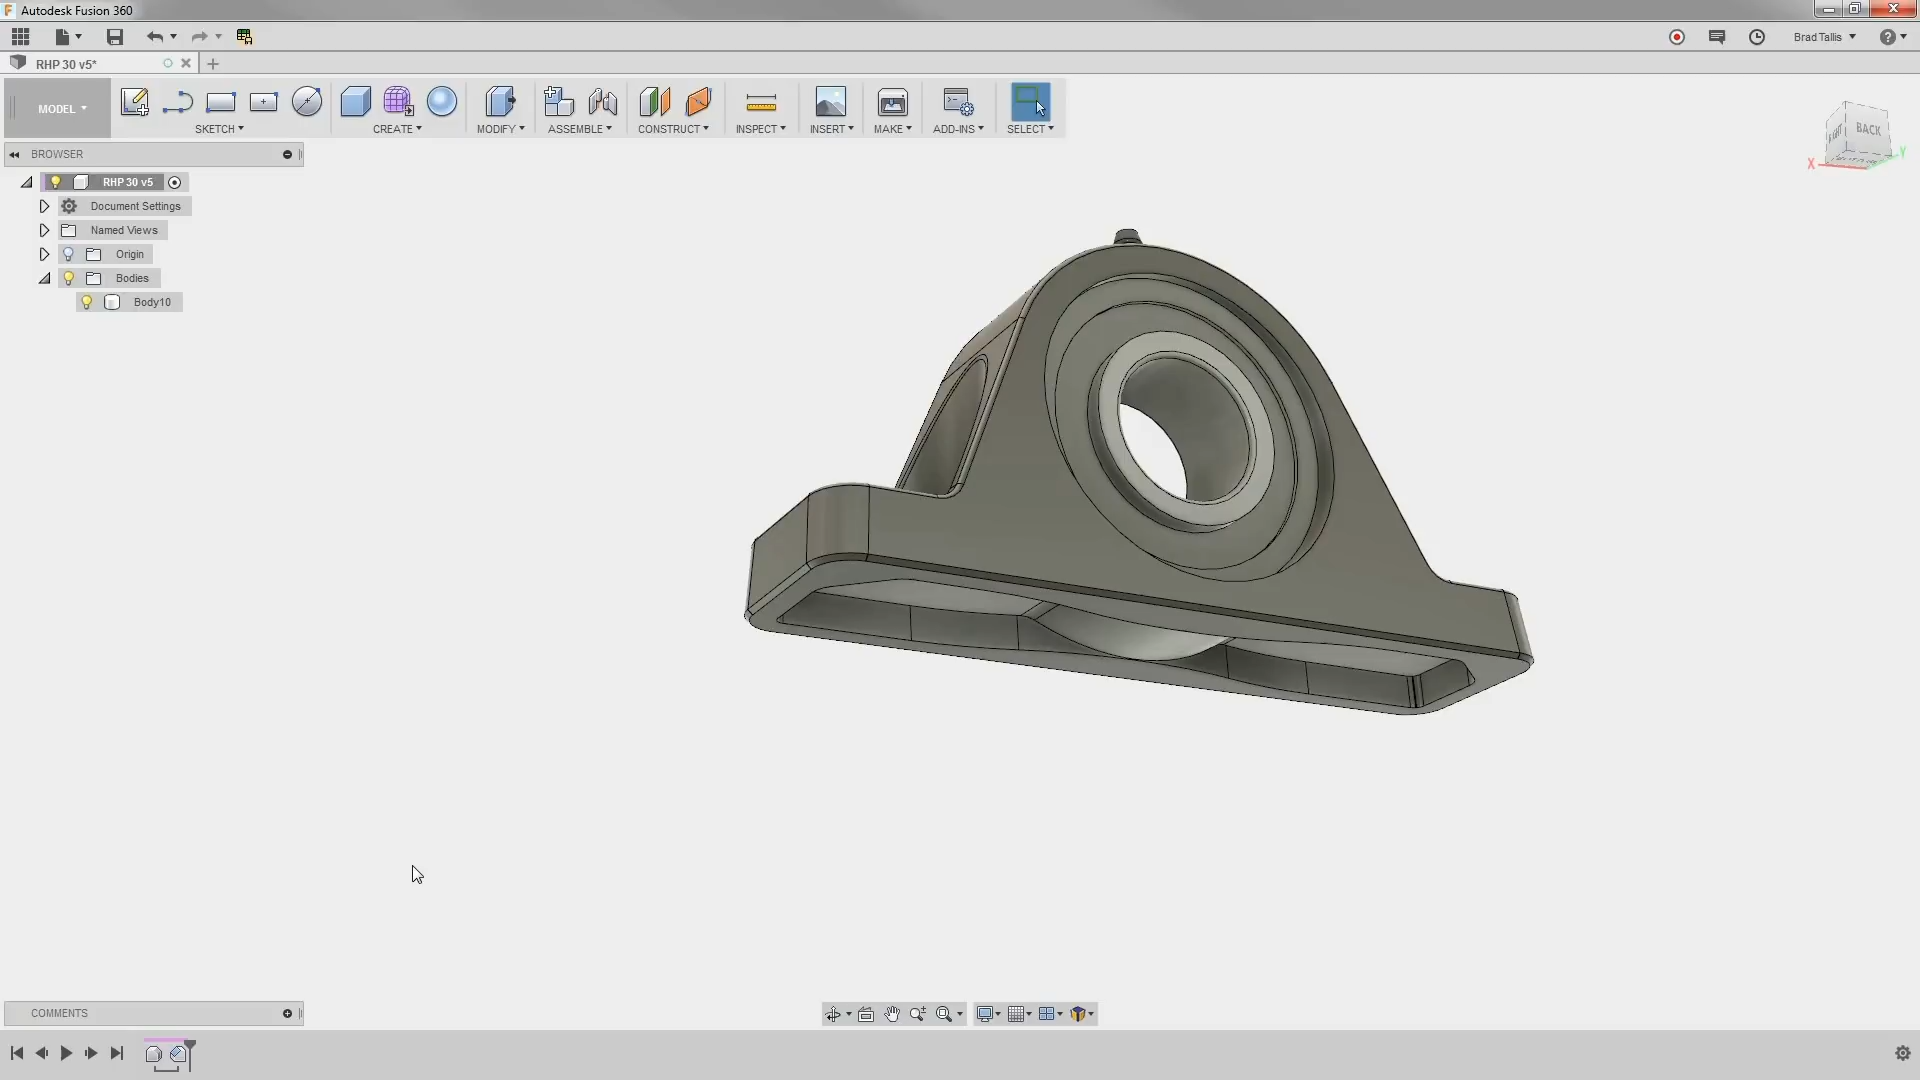 Autodesk Fusion 360
Brad Tallis
RHP 30 v5*
MODEL
SKETCH
CREATE
MODIFY
ASSEMBLE
CONSTRUCT
INSPECT
INSERT
MAKE
ADD-INS
SELECT
BACK
X
Y
BROWSER
RHP 30 v5
Document Settings
Named Views
Origin
Bodies
Body10
COMMENTS